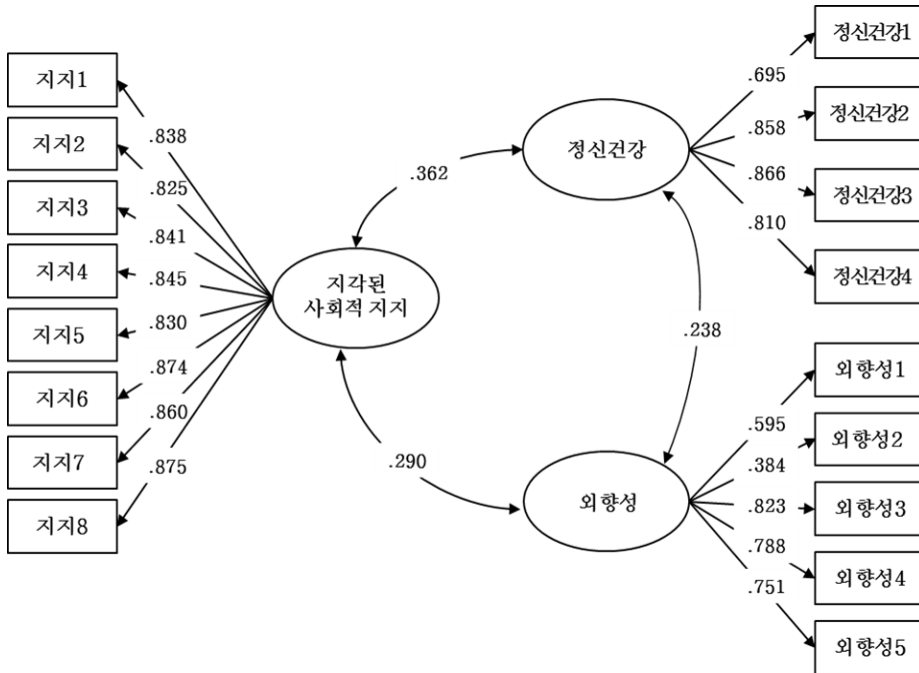 지지1
지지2
지지3
지지4
지지5
지지6
지지7
지지8
.838
.825
.841
.845
.830
.874
.860
.875
지각된
사회적 지지
.362
.290
정신건강
.238
외향성
.695
.858
.866
.810
정신건강1
정신건강2
정신건강3
정신건강4
.595
.384
.823
.788
.751
외향성1
외향성2
외향성3
외향성4
외향성5